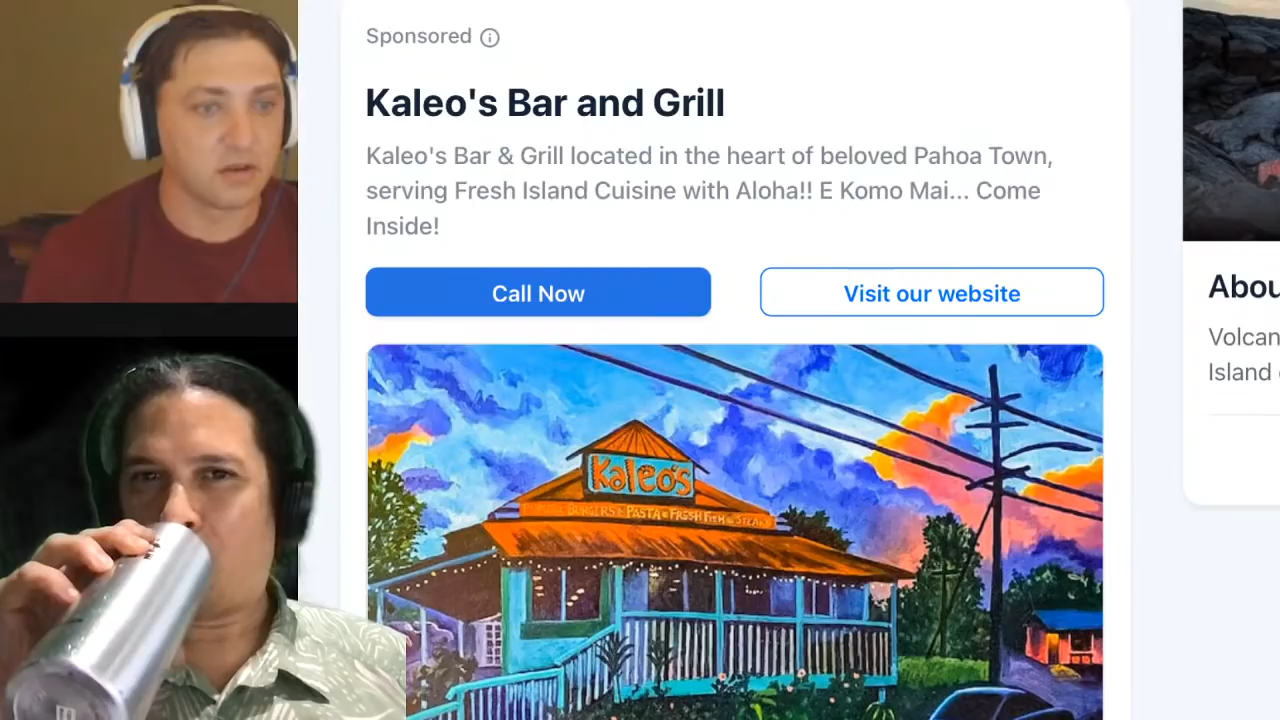 Sponsored
Kaleo's Bar and Grill
Kaleo's Bar & Grill located in the heart of beloved Pahoa Town,
serving Fresh Island Cuisine with Aloha!! E Komo Mai... Come
Inside!
Call Now
Visit our website
Kaleo's
BURGERS • PASTA • FRESH FISH • STEAK
Abou
Volcan
Island